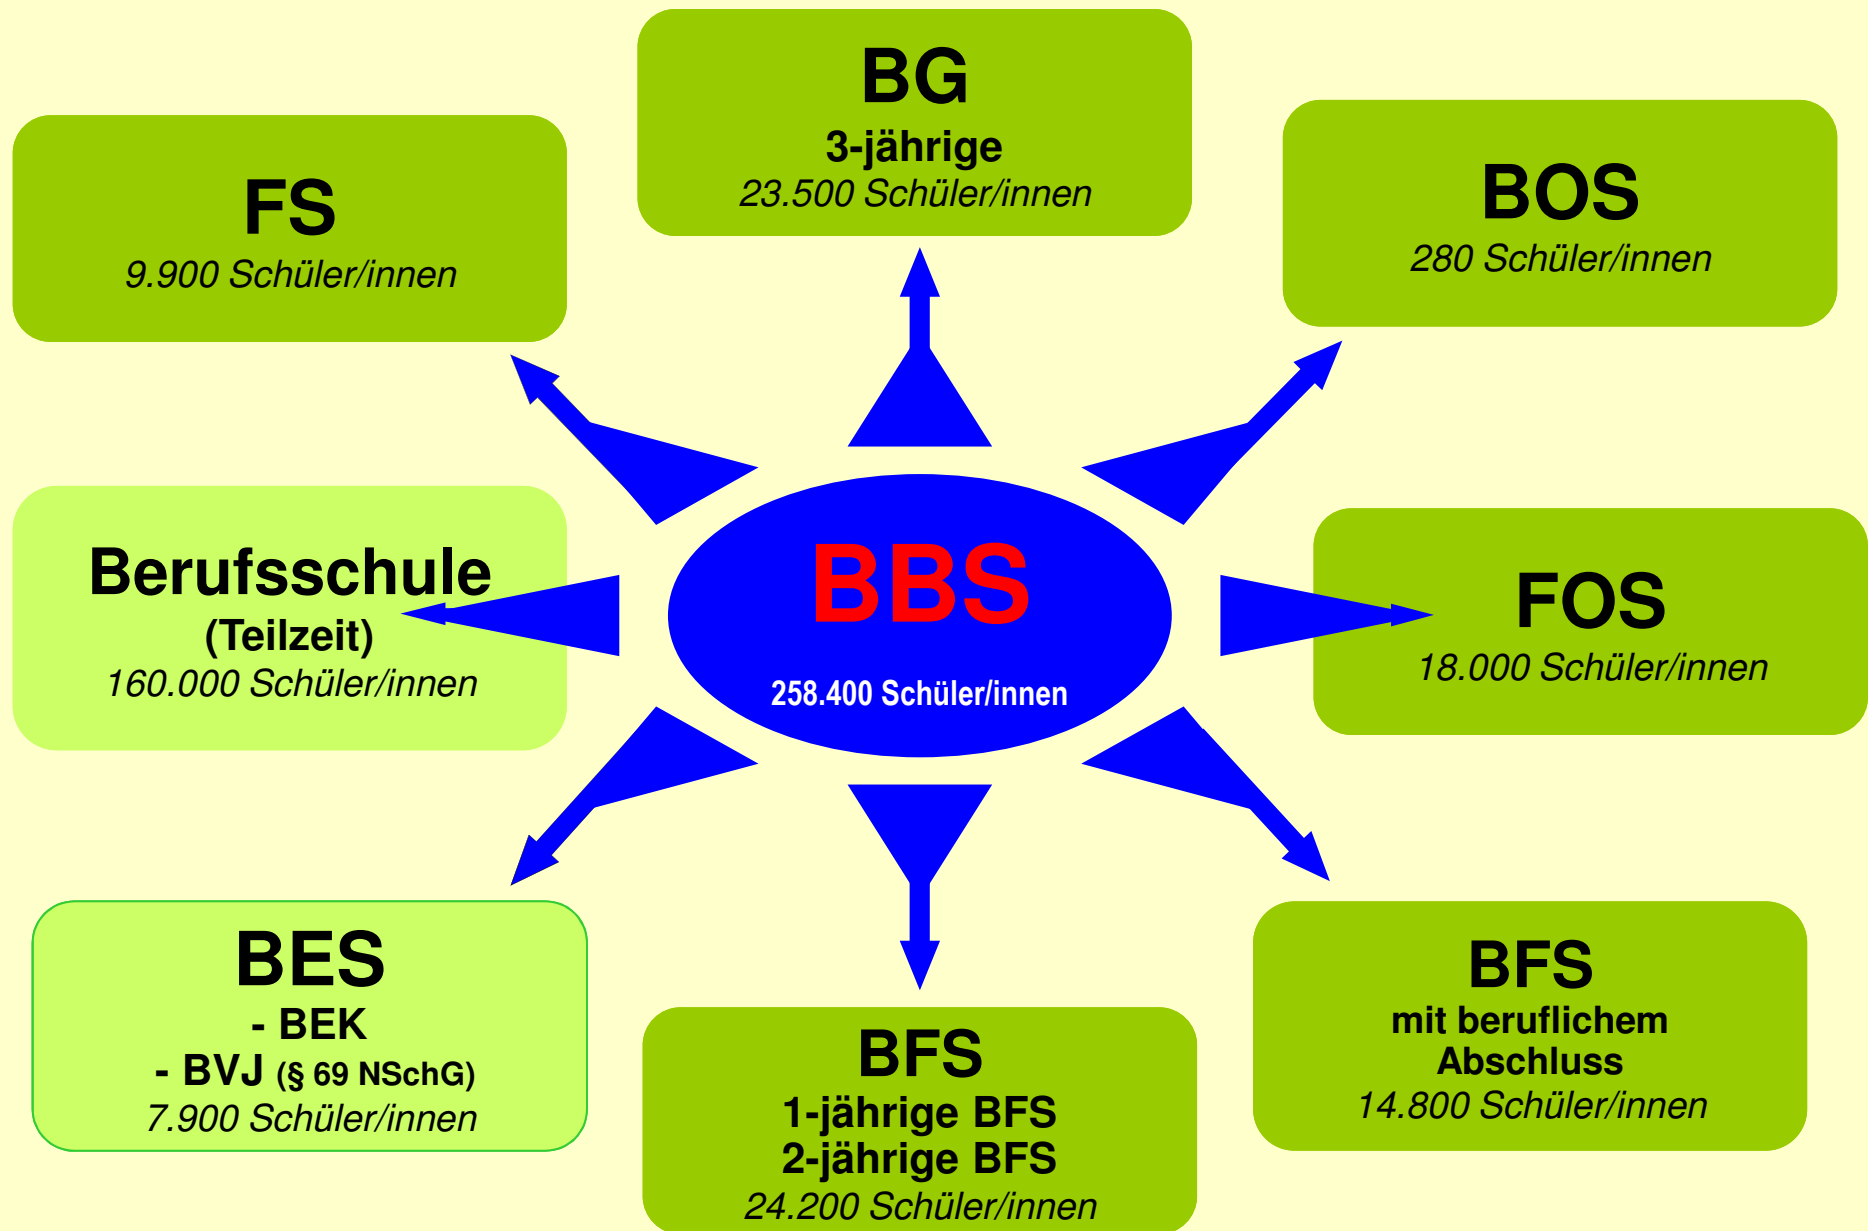 BG
3-jährige
23.500 Schüler/innen
FS
9.900 Schüler/innen
BOS
280 Schüler/innen
Berufsschule
(Teilzeit)
160.000 Schüler/innen
BBS
258.400 Schüler/innen
FOS
18.000 Schüler/innen
BES
- BEK
- BVJ (§ 69 NSchG)
7.900 Schüler/innen
BFS
1-jährige BFS
2-jährige BFS
24.200 Schüler/innen
BFS
mit beruflichem
Abschluss
14.800 Schüler/innen